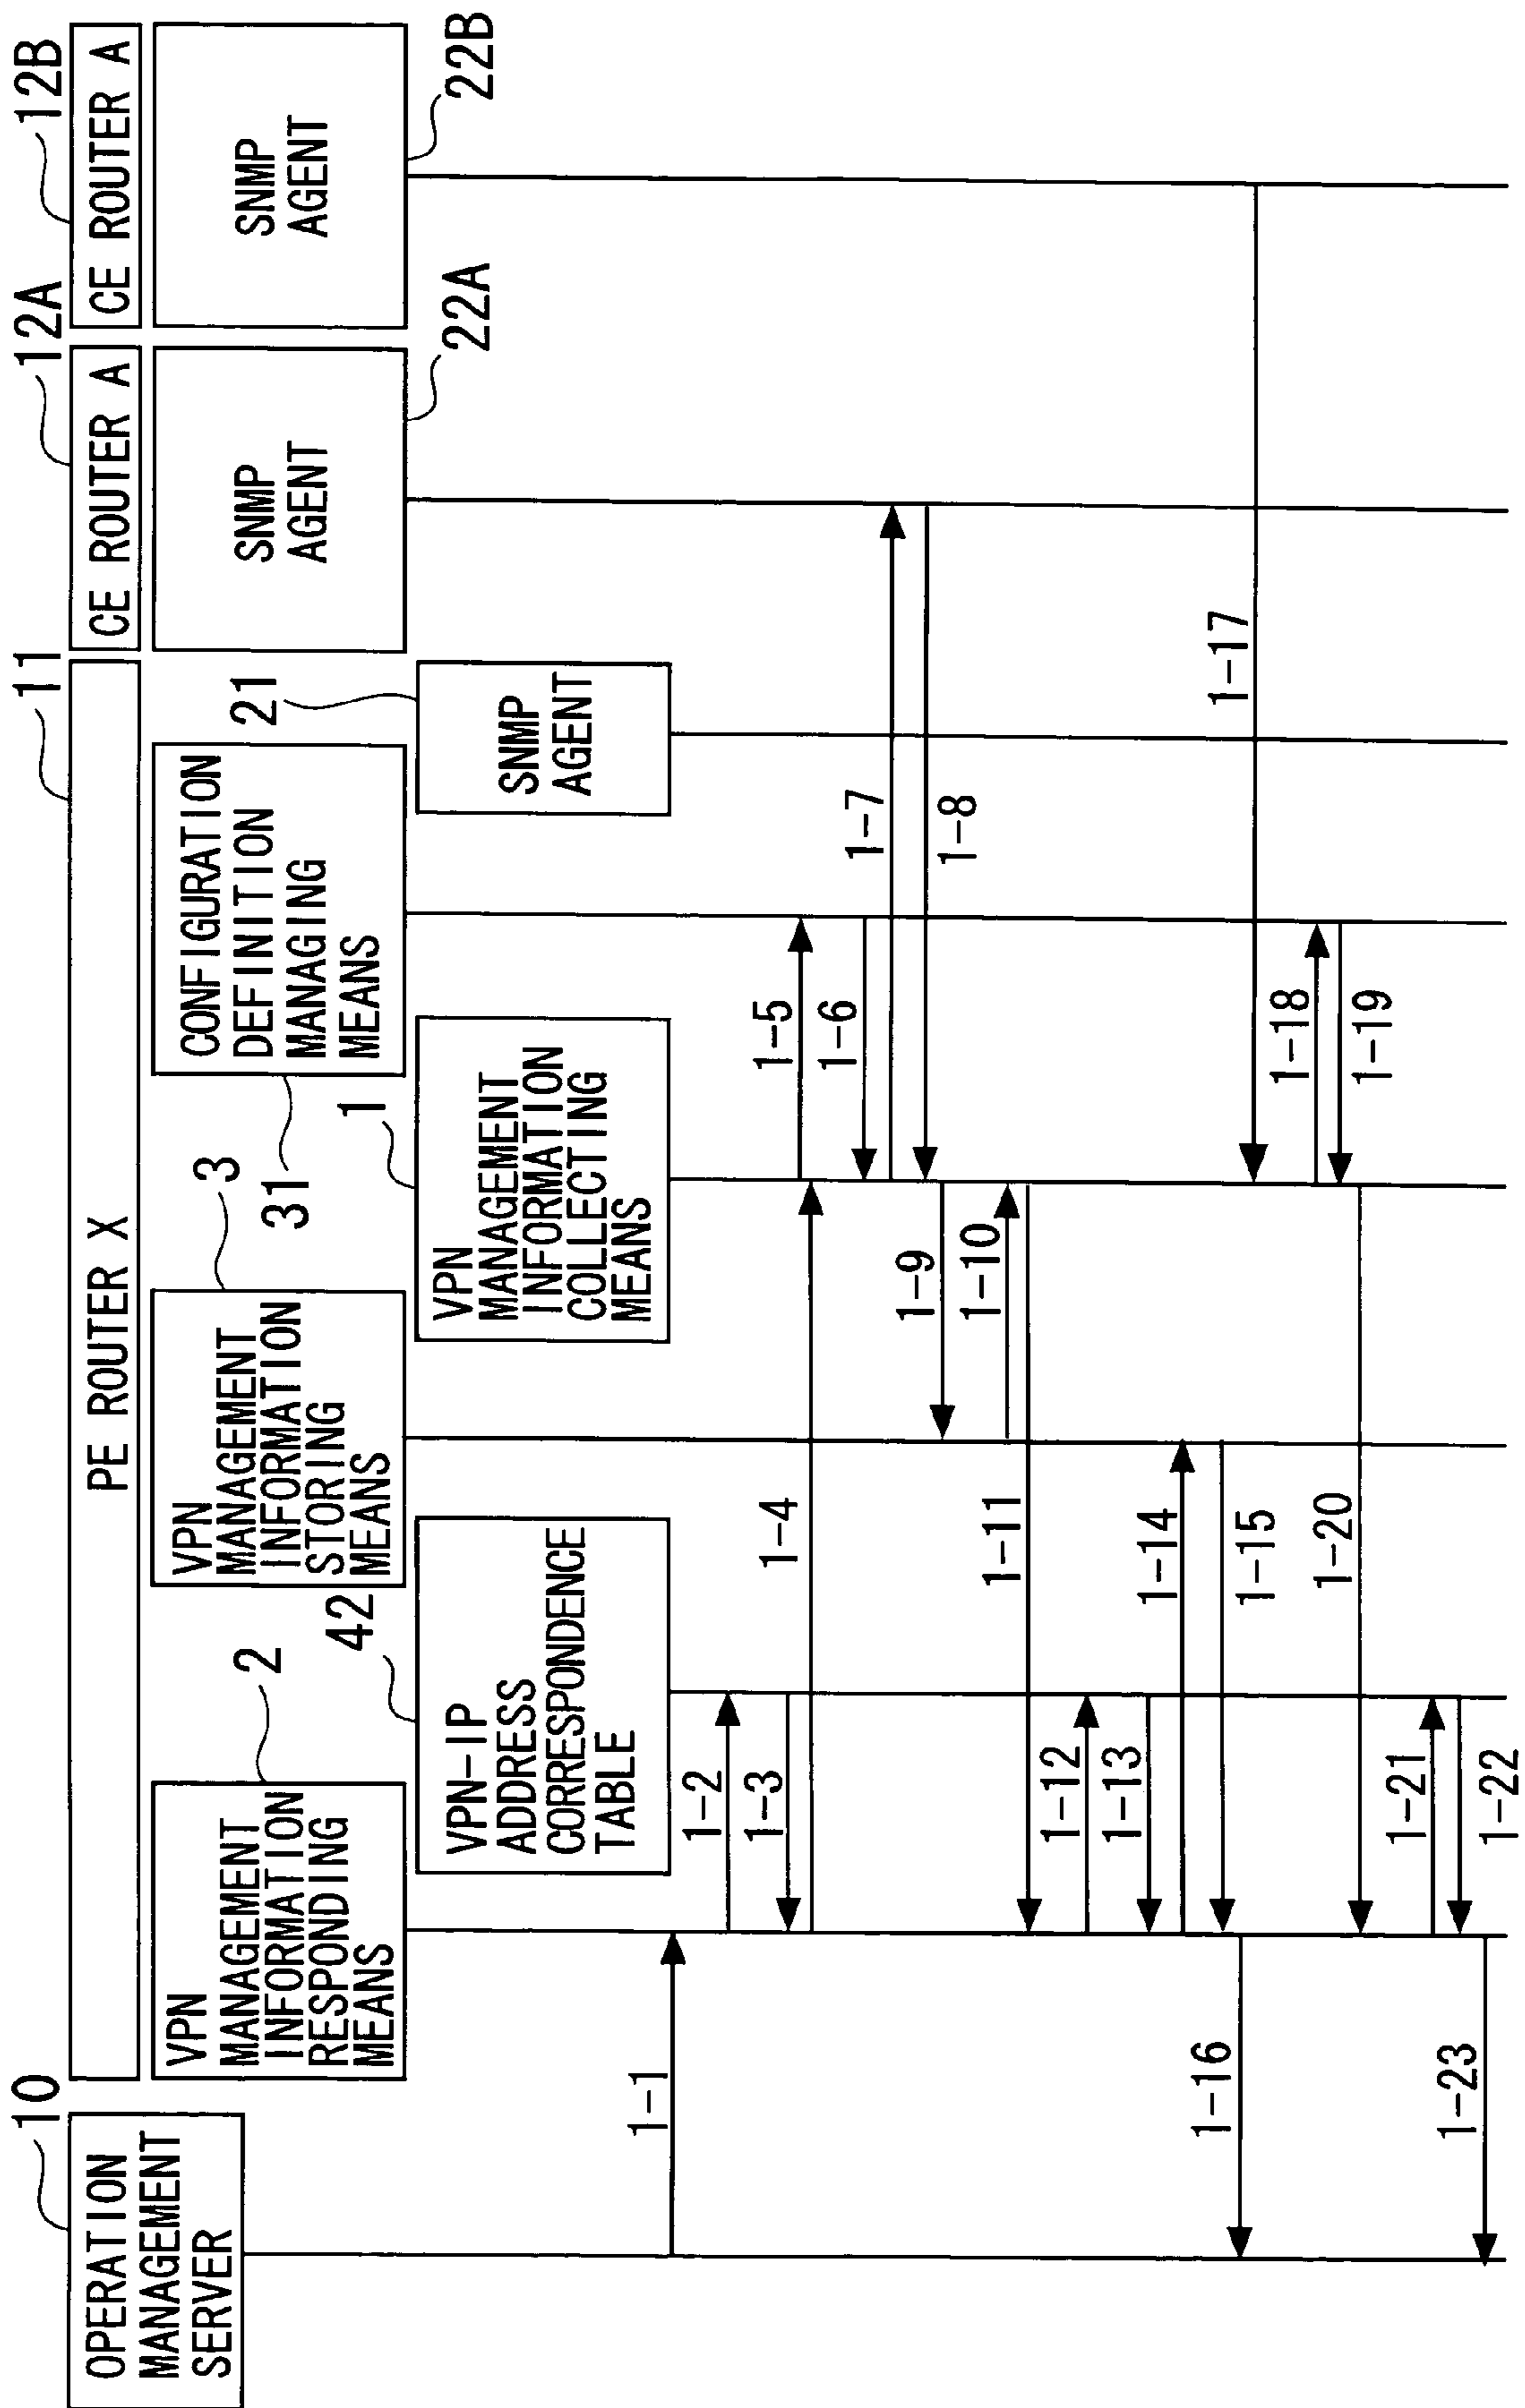 10
OPERATION
MANAGEMENT
SERVER
11
PE ROUTER X
12A
CE ROUTER A
12B
CE ROUTER A
VPN
MANAGEMENT
INFORMATION
RESPONDING
MEANS
2
VPN-IP
ADDRESS
CORRESPONDENCE
TABLE
42
VPN
MANAGEMENT
INFORMATION
STORING
MEANS
3
VPN
MANAGEMENT
INFORMATION
COLLECTING
MEANS
1
CONFIGURATION
DEFINITION
MANAGING
MEANS
31
SNMP
AGENT
21
SNMP
AGENT
22A
SNMP
AGENT
22B
1-1
1-2
1-3
1-4
1-5
1-6
1-7
1-8
1-9
1-10
1-11
1-12
1-13
1-14
1-15
1-16
1-17
1-18
1-19
1-20
1-21
1-22
1-23